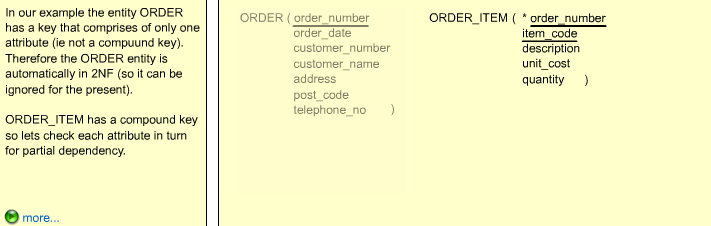 In our example the entity ORDER
has a key that comprises of only one
attribute (ie not a compuund key).
Therefore the ORDER entity is
automatically in 2NF (so it can be
ignored for the present).
ORDER_ITEM has a compound key
so lets check each attribute in turn
for partial dependency.
more...
ORDER ( order_number
order_date
customer_number
customer_name
address
post_code
telephone_no )
ORDER_ITEM ( * order_number
item_code
description
unit_cost
quantity )